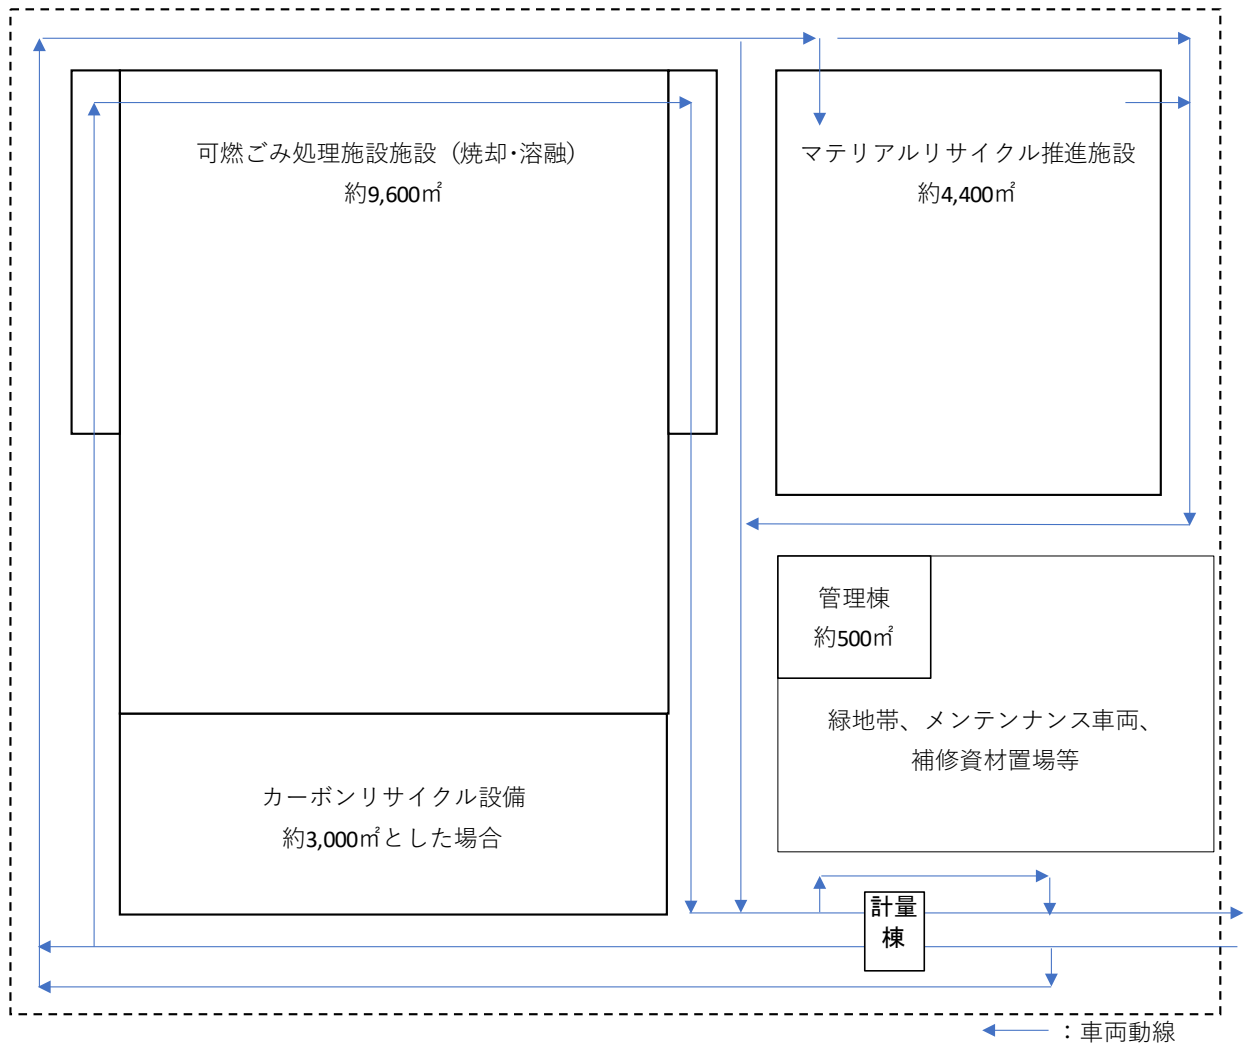 可燃ごみ処理施設施設（焼却・溶融）
約9,600㎡
マテリアルリサイクル推進施設
約4,400㎡
管理棟
約500㎡
緑地帯、メンテンナンス車両、
補修資材置場等
カーボンリサイクル設備
約3,000㎡とした場合
計量
棟
：車両動線